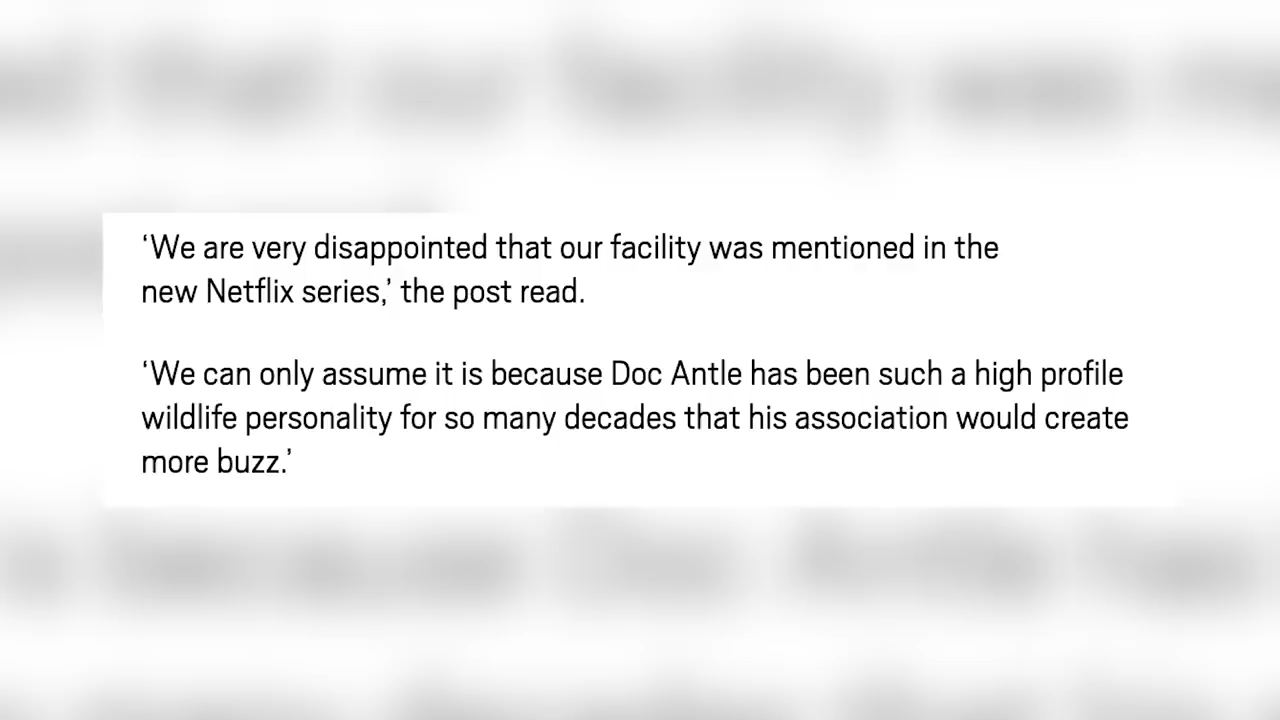 ‘We are very disappointed that our facility was mentioned in the
new Netflix series,’ the post read.
‘We can only assume it is because Doc Antle has been such a high profile
wildlife personality for so many decades that his association would create
more buzz.’